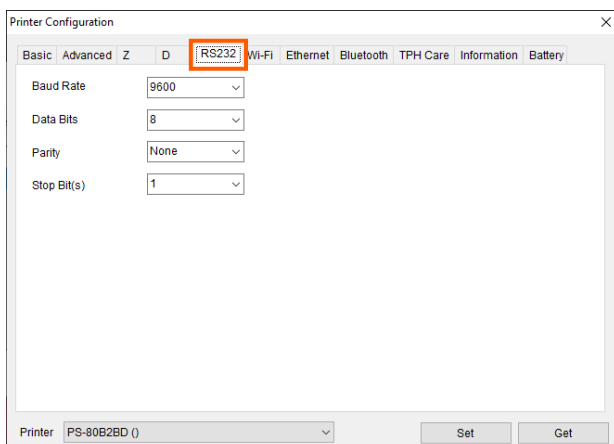 Printer Configuration
Basic Advanced Z D RS232 Wi-Fi Ethernet Bluetooth TPH Care Information Battery
Baud Rate 9600
Data Bits 8
Parity None
Stop Bit(s) 1
Printer PS-80B2BD () Set Get